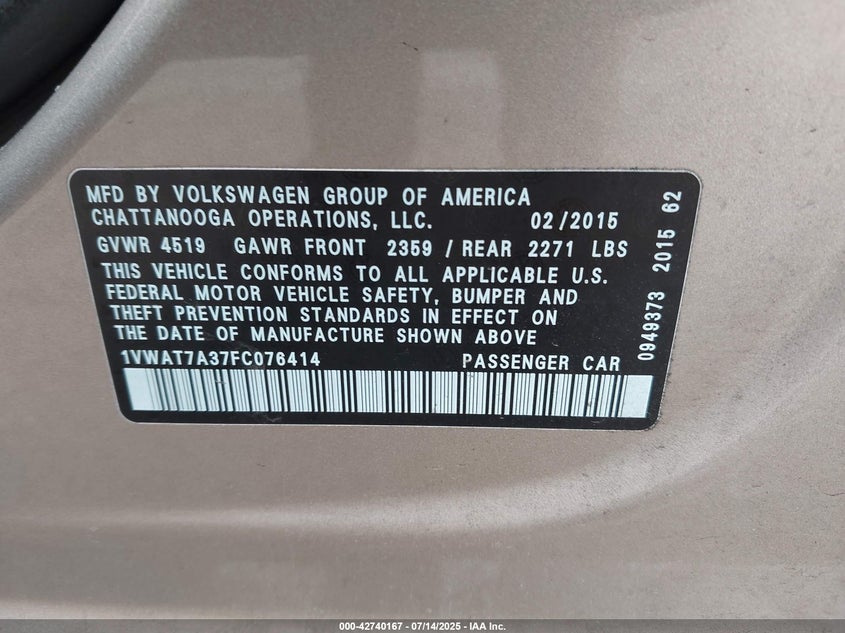 MFD BY VOLKSWAGEN GROUP OF AMERICA
CHATTANOOGA OPERATIONS, LLC. 02/2015
GVWR 4519 GAWR FRONT 2359 / REAR 2271 LBS
THIS VEHICLE CONFORMS TO ALL APPLICABLE U.S.
FEDERAL MOTOR VEHICLE SAFETY, BUMPER AND
THEFT PREVENTION STANDARDS IN EFFECT ON
THE DATE OF MANUFACTURE SHOWN ABOVE
1VWAT7A37FC076414 PASSENGER CAR
0949373 2015 62
000-42740167 - 07/14/2025 - IAA Inc.